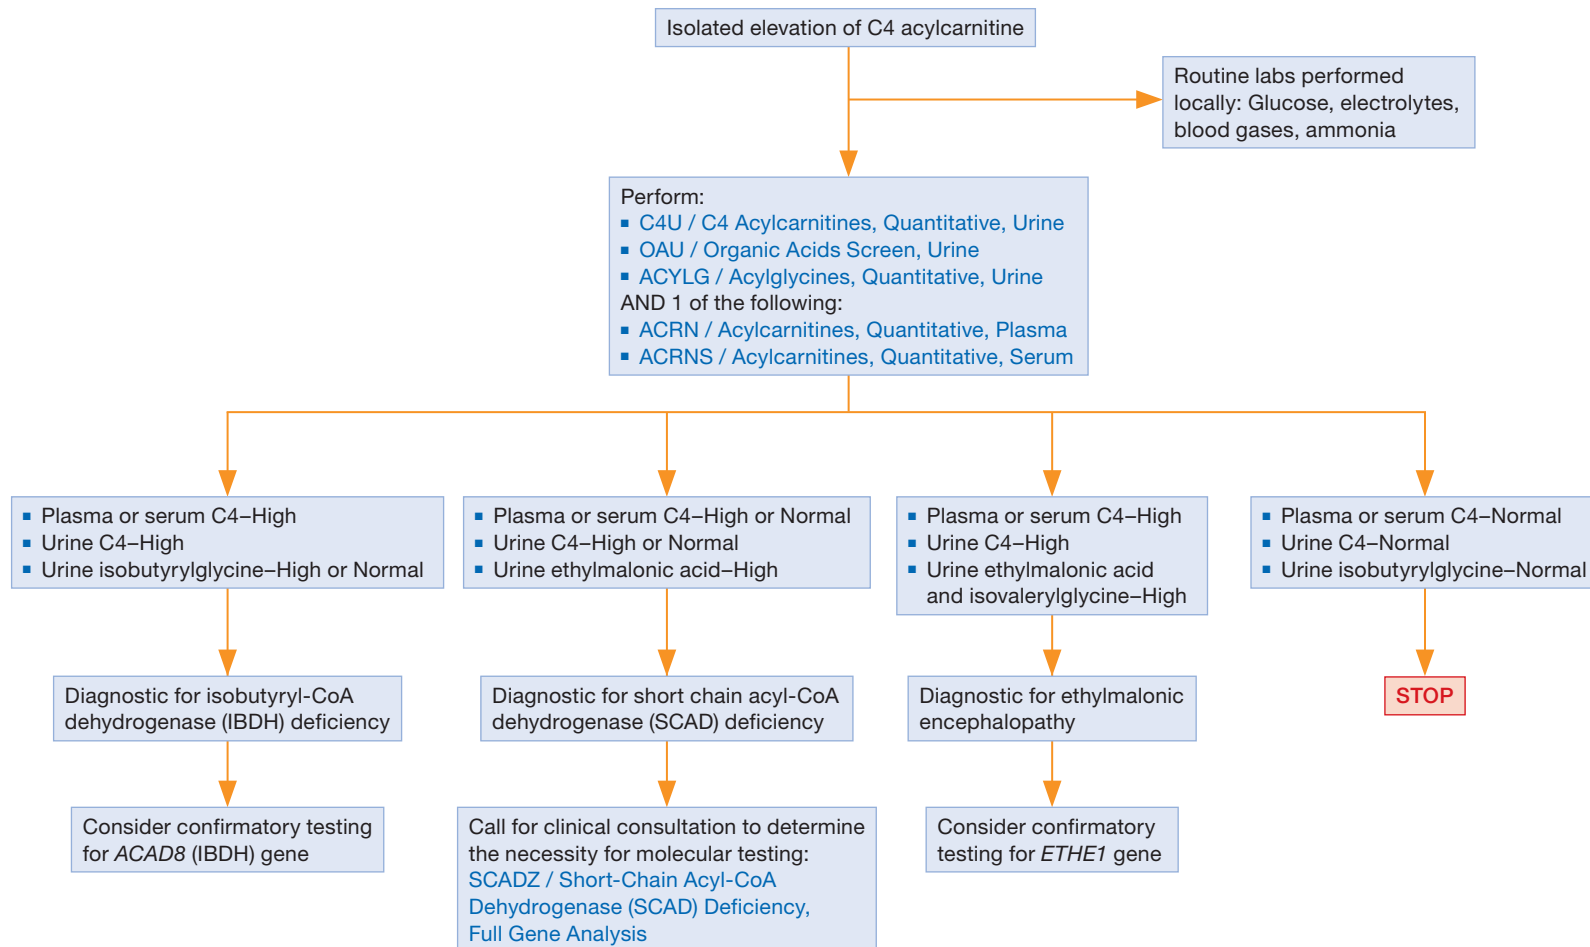 Isolated elevation of C4 acylcarnitine
Routine labs performed
locally: Glucose, electrolytes,
blood gases, ammonia
Perform:
▪ C4U / C4 Acylcarnitines, Quantitative, Urine
▪ OAU / Organic Acids Screen, Urine
▪ ACYLG / Acylglycines, Quantitative, Urine
AND 1 of the following:
▪ ACRN / Acylcarnitines, Quantitative, Plasma
▪ ACRNS / Acylcarnitines, Quantitative, Serum
▪ Plasma or serum C4–High
▪ Urine C4–High
▪ Urine isobutyrylglycine–High or Normal
▪ Plasma or serum C4–High or Normal
▪ Urine C4–High or Normal
▪ Urine ethylmalonic acid–High
▪ Plasma or serum C4–High
▪ Urine C4–High
▪ Urine ethylmalonic acid
and isovalerylglycine–High
▪ Plasma or serum C4–Normal
▪ Urine C4–Normal
▪ Urine isobutyrylglycine–Normal
Diagnostic for isobutyryl-CoA
dehydrogenase (IBDH) deficiency
Diagnostic for short chain acyl-CoA
dehydrogenase (SCAD) deficiency
Diagnostic for ethylmalonic
encephalopathy
STOP
Consider confirmatory testing
for ACAD8 (IBDH) gene
Call for clinical consultation to determine
the necessity for molecular testing:
SCADZ / Short-Chain Acyl-CoA
Dehydrogenase (SCAD) Deficiency,
Full Gene Analysis
Consider confirmatory
testing for ETHE1 gene